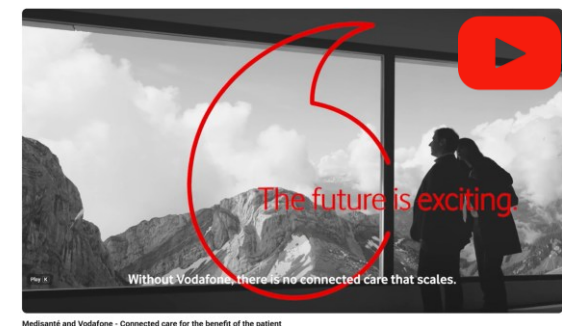 The future is exciting.
Play K
Without Vodafone, there is no connected care that scales.
Medisanté and Vodafone - Connected care for the benefit of the patient